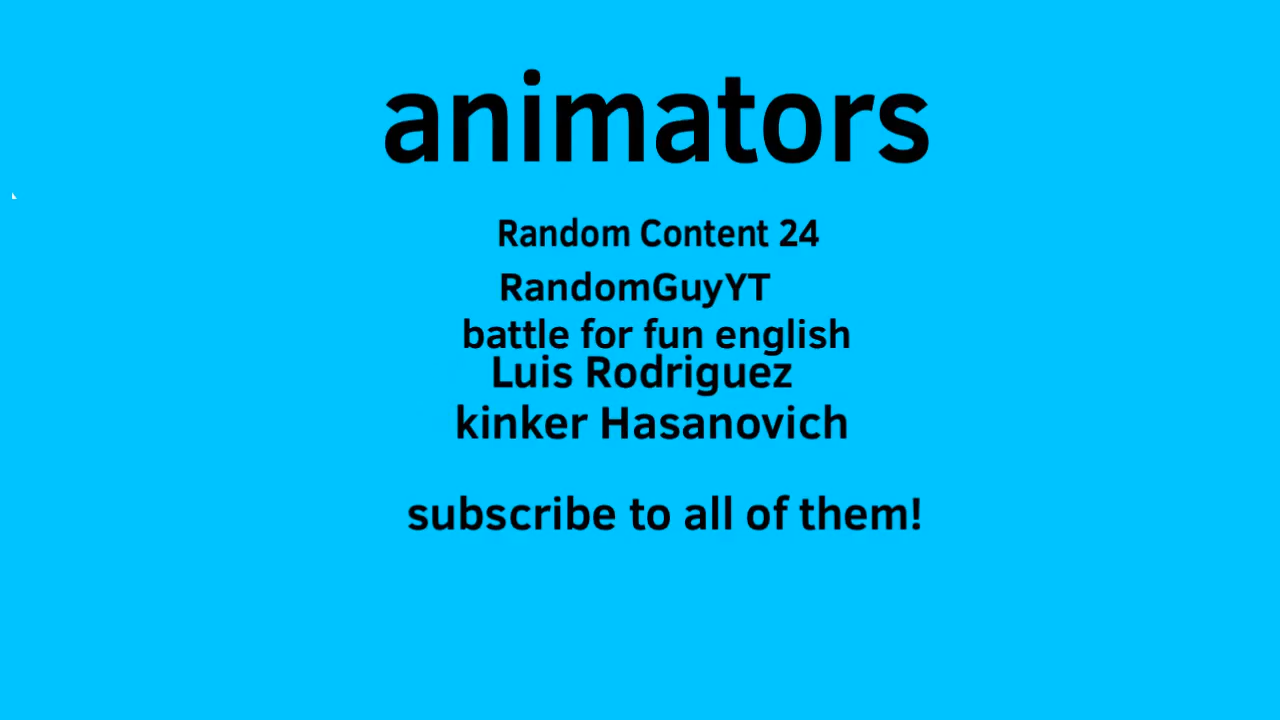 animators
Random Content 24
RandomGuyYT
battle for fun english
Luis Rodriguez
kinker Hasanovich
subscribe to all of them!